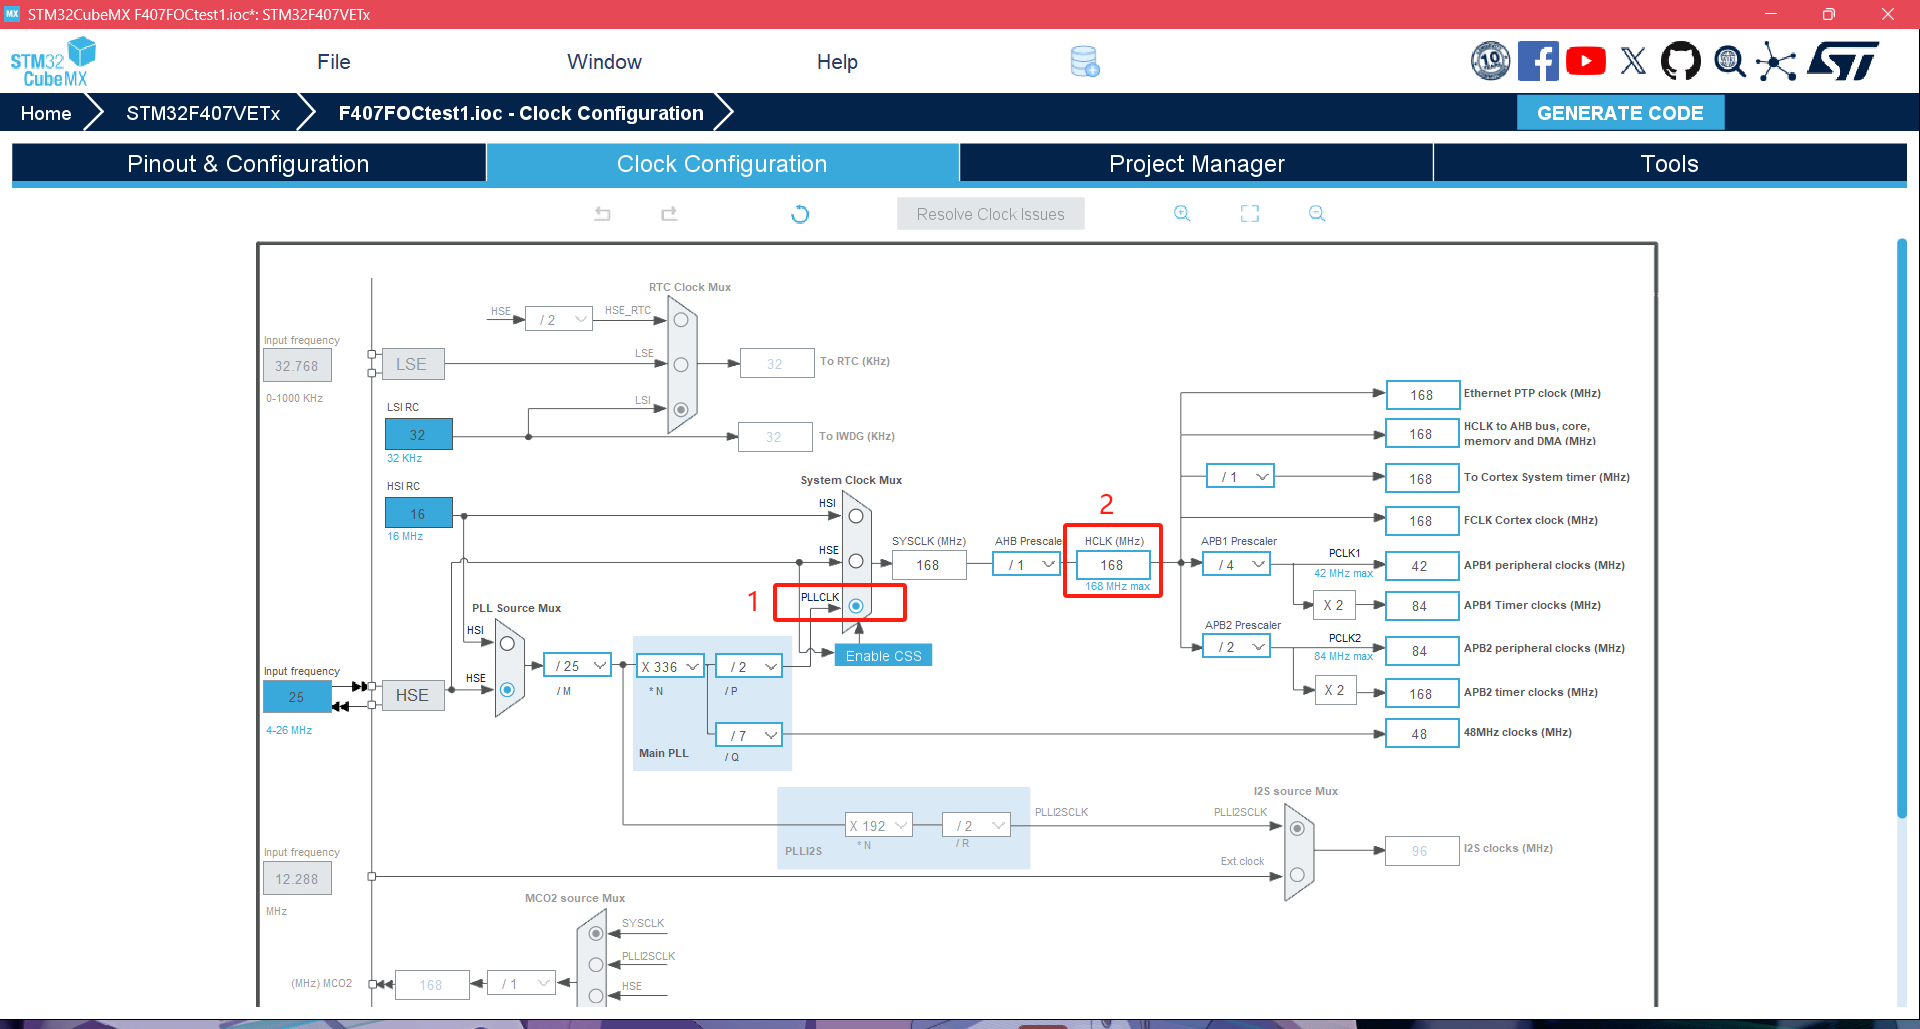 STM32CubeMX F407FOCtest1.ioc*: STM32F407VETx
STM32
CubeMX
File
Window
Help
Home
STM32F407VETx
F407FOCtest1.ioc - Clock Configuration
GENERATE CODE
Pinout & Configuration
Clock Configuration
Project Manager
Tools
Resolve Clock Issues
RTC Clock Mux
HSE
/ 2
HSE_RTC
Input frequency
32.768
0-1000 KHz
LSE
LSE
32
To RTC (KHz)
LSI RC
32
32 KHz
LSI
32
To IWDG (KHz)
HSI RC
16
16 MHz
System Clock Mux
HSI
HSE
PLLCLK
1
Enable CSS
SYSCLK (MHz)
168
AHB Prescaler
/ 1
2
HCLK (MHz)
168
168 MHz max
168
Ethernet PTP clock (MHz)
168
HCLK to AHB bus, core,
memory and DMA (MHz)
/ 1
168
To Cortex System timer (MHz)
168
FCLK Cortex clock (MHz)
APB1 Prescaler
/ 4
PCLK1
42 MHz max
42
APB1 peripheral clocks (MHz)
X 2
84
APB1 Timer clocks (MHz)
APB2 Prescaler
/ 2
PCLK2
84 MHz max
84
APB2 peripheral clocks (MHz)
X 2
168
APB2 timer clocks (MHz)
48
48MHz clocks (MHz)
PLL Source Mux
HSI
HSE
Input frequency
25
4-26 MHz
HSE
/ 25
/ M
X 336
* N
/ 2
/ P
/ 7
/ Q
Main PLL
X 192
* N
/ 2
/ R
PLLI2S
PLLI2SCLK
I2S source Mux
PLLI2SCLK
Ext.clock
96
I2S clocks (MHz)
Input frequency
12.288
MHz
MCO2 source Mux
SYSCLK
PLLI2SCLK
HSE
(MHz) MCO2
168
/ 1